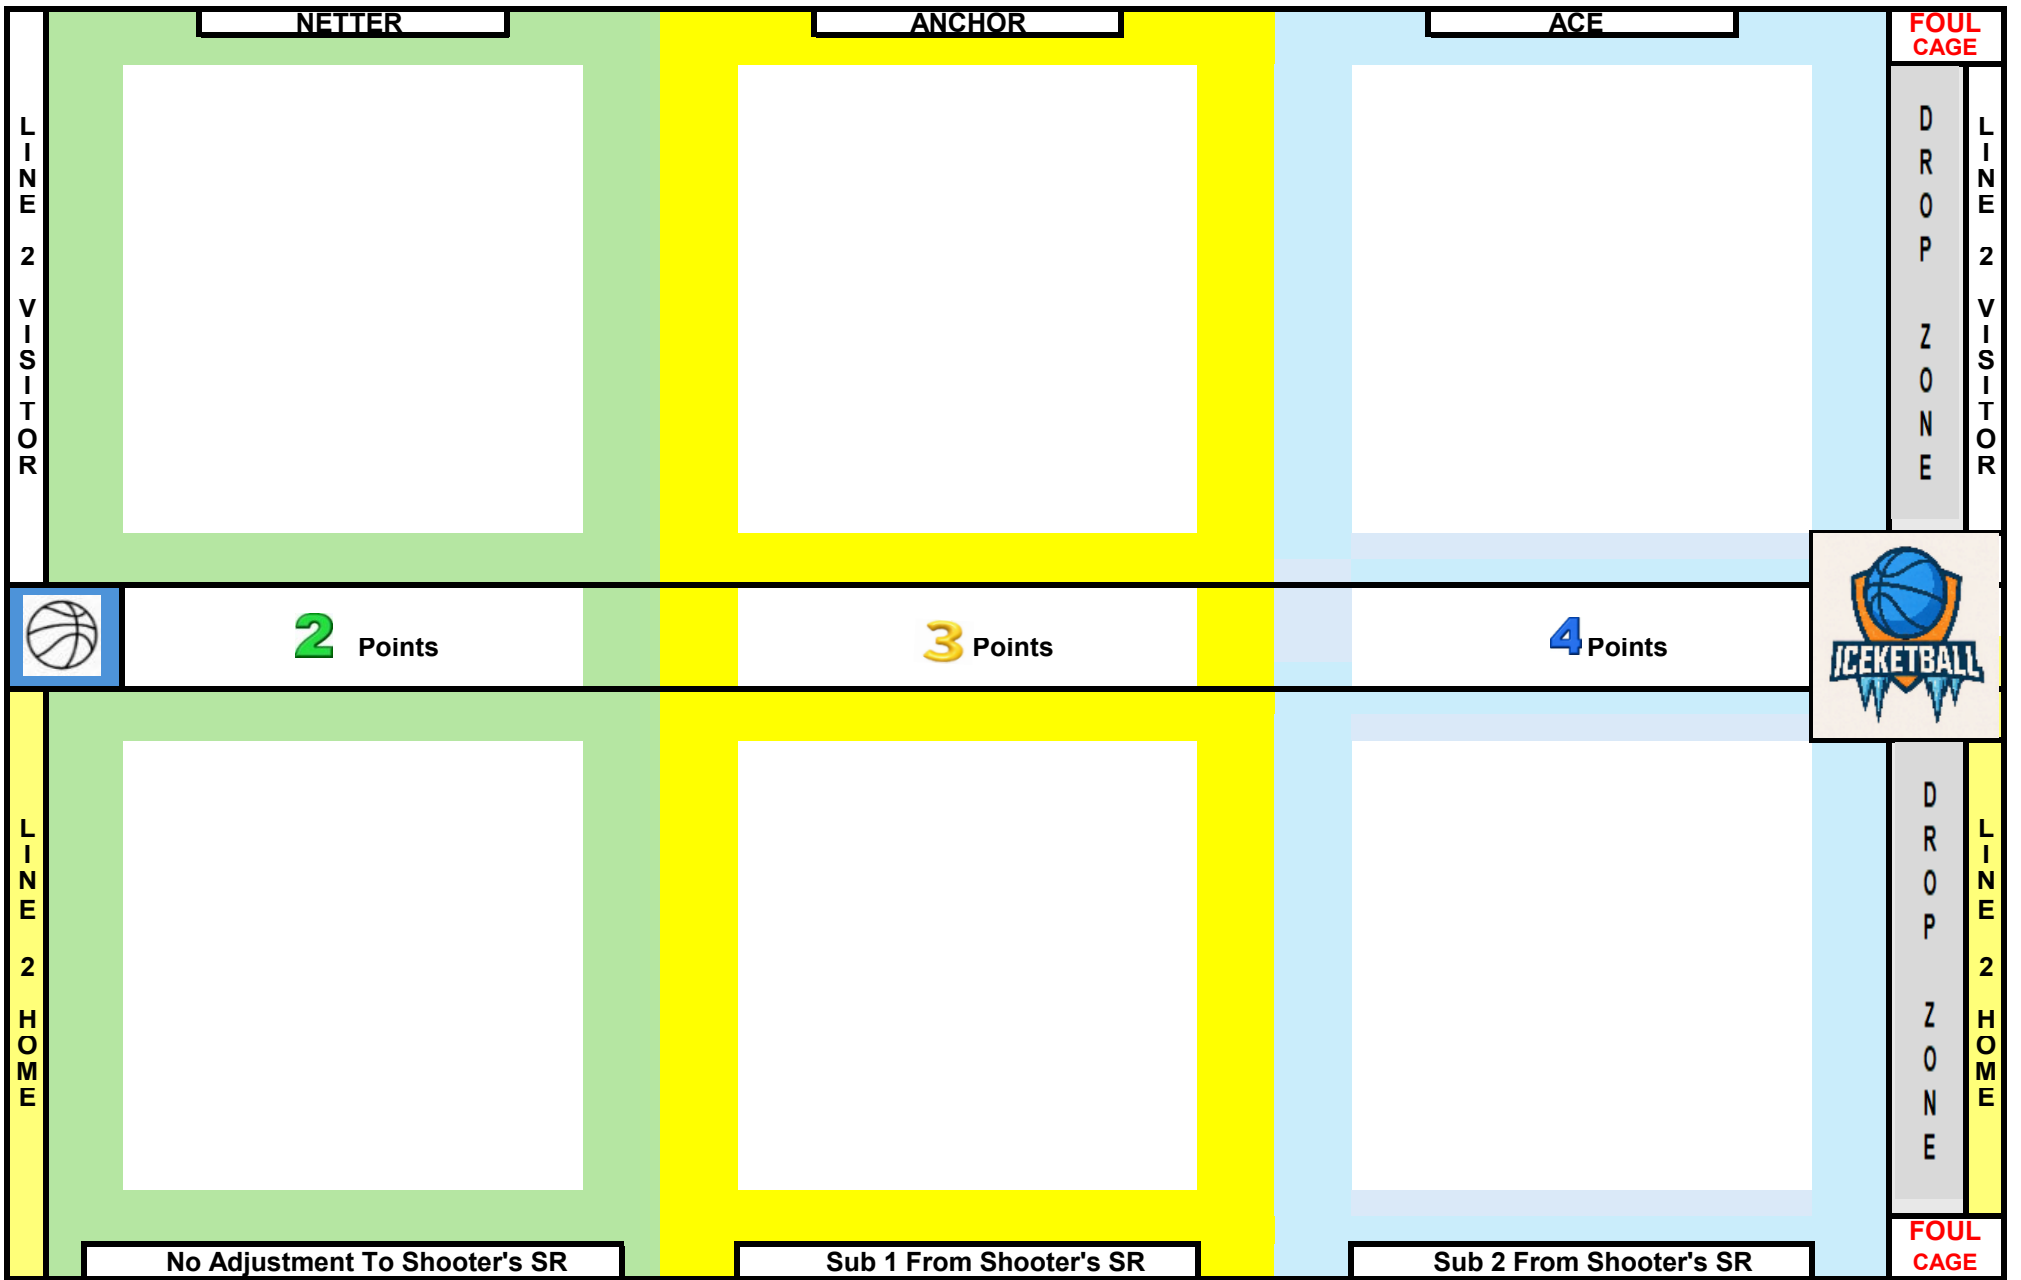 NETTER
ANCHOR
ACE
FOUL
CAGE
LINE 2 VISITOR
DROP ZONE
LINE 2 VISITOR
2 Points
3 Points
4 Points
ICEKETBALL
LINE 2 HOME
DROP ZONE
LINE 2 HOME
No Adjustment To Shooter's SR
Sub 1 From Shooter's SR
Sub 2 From Shooter's SR
FOUL
CAGE